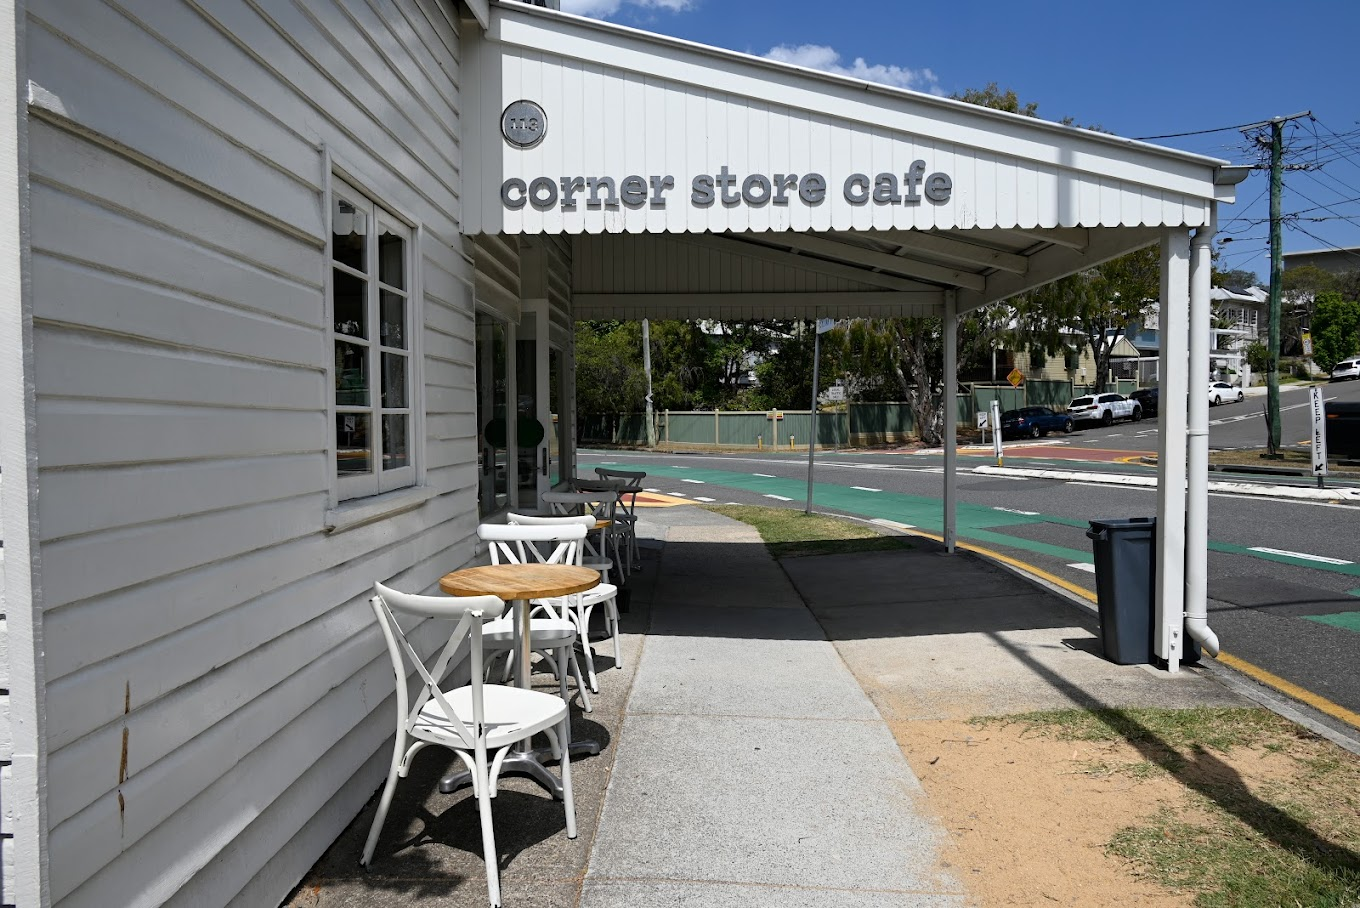 113
corner store cafe
KEEP LEFT